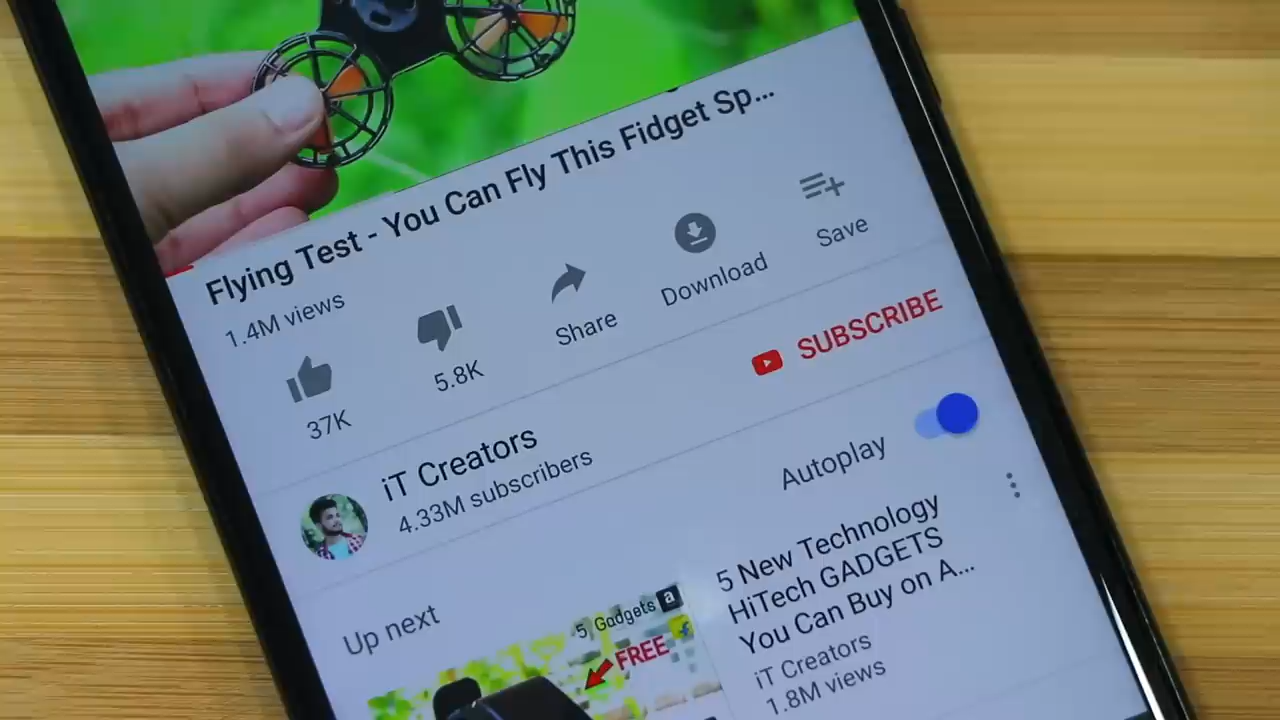 Flying Test - You Can Fly This Fidget Sp...
1.4M views
37K
5.8K
Share
Download
Save
iT Creators
4.33M subscribers
SUBSCRIBE
Autoplay
Up next
5 Gadgets a
FREE
5 New Technology
HiTech GADGETS
You Can Buy on A...
iT Creators
1.8M views